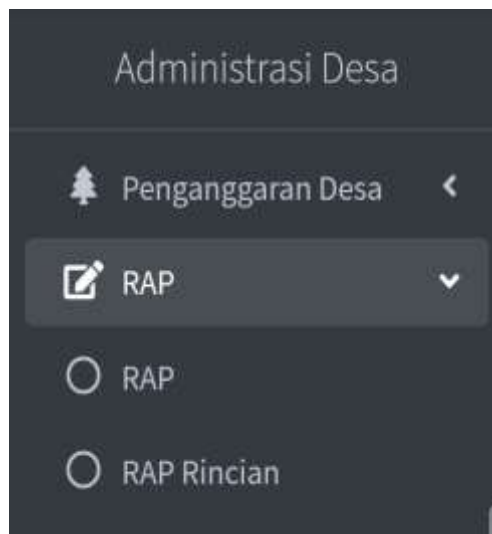 Administrasi Desa
Penganggaran Desa
RAP
RAP
RAP Rincian